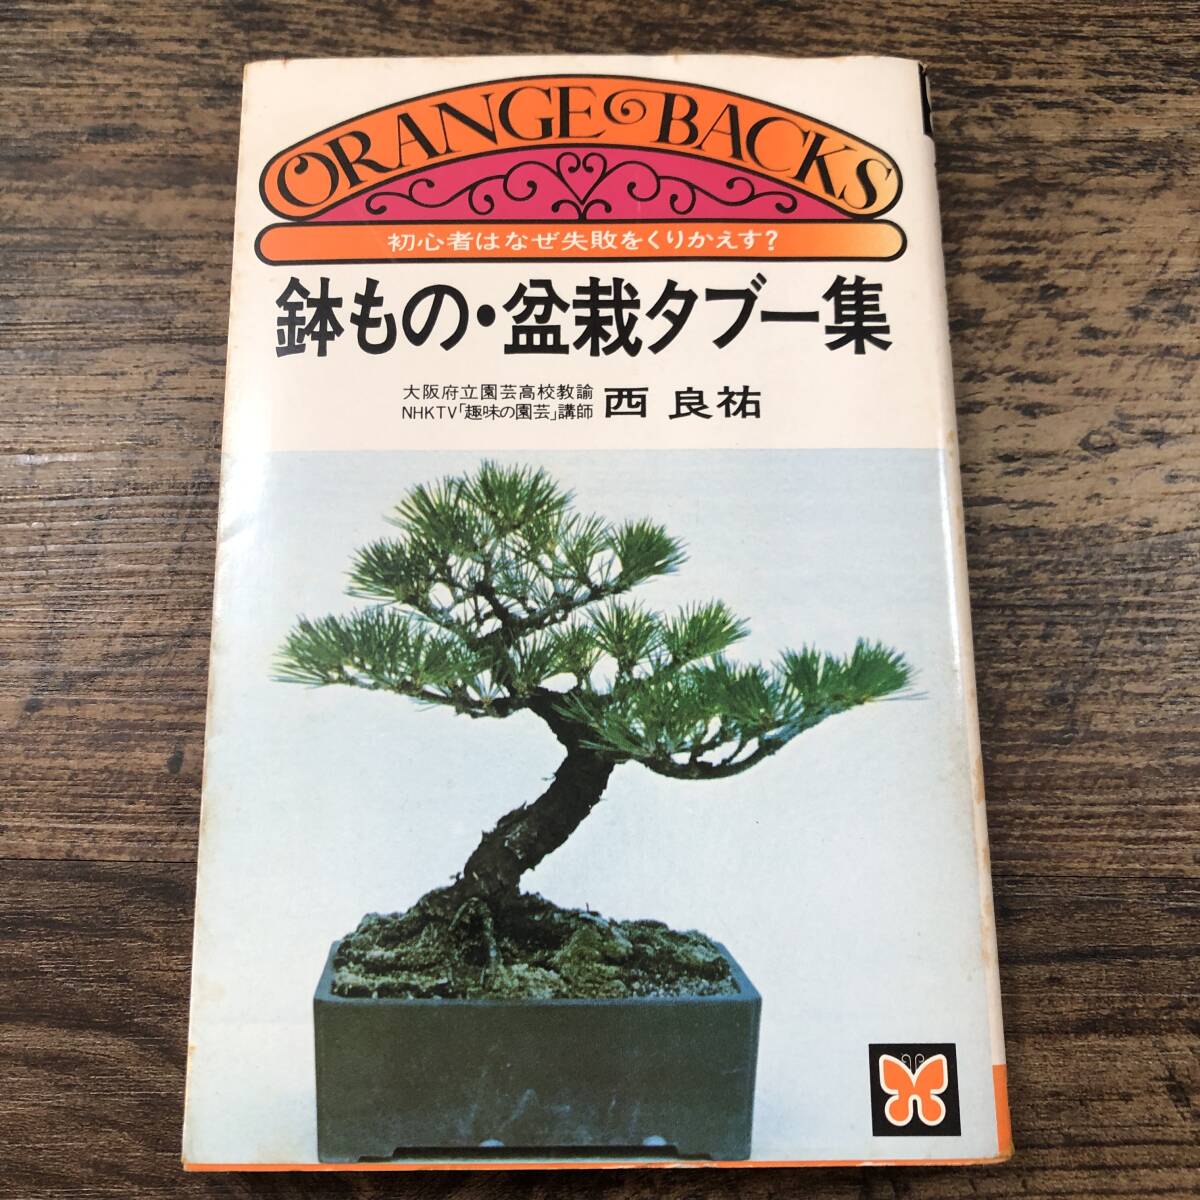 ORANGE BACKS
初心者はなぜ失敗をくりかえす?
鉢もの・盆栽タブー集
大阪府立園芸高校教諭
NHKTV「趣味の園芸」講師
西 良祐